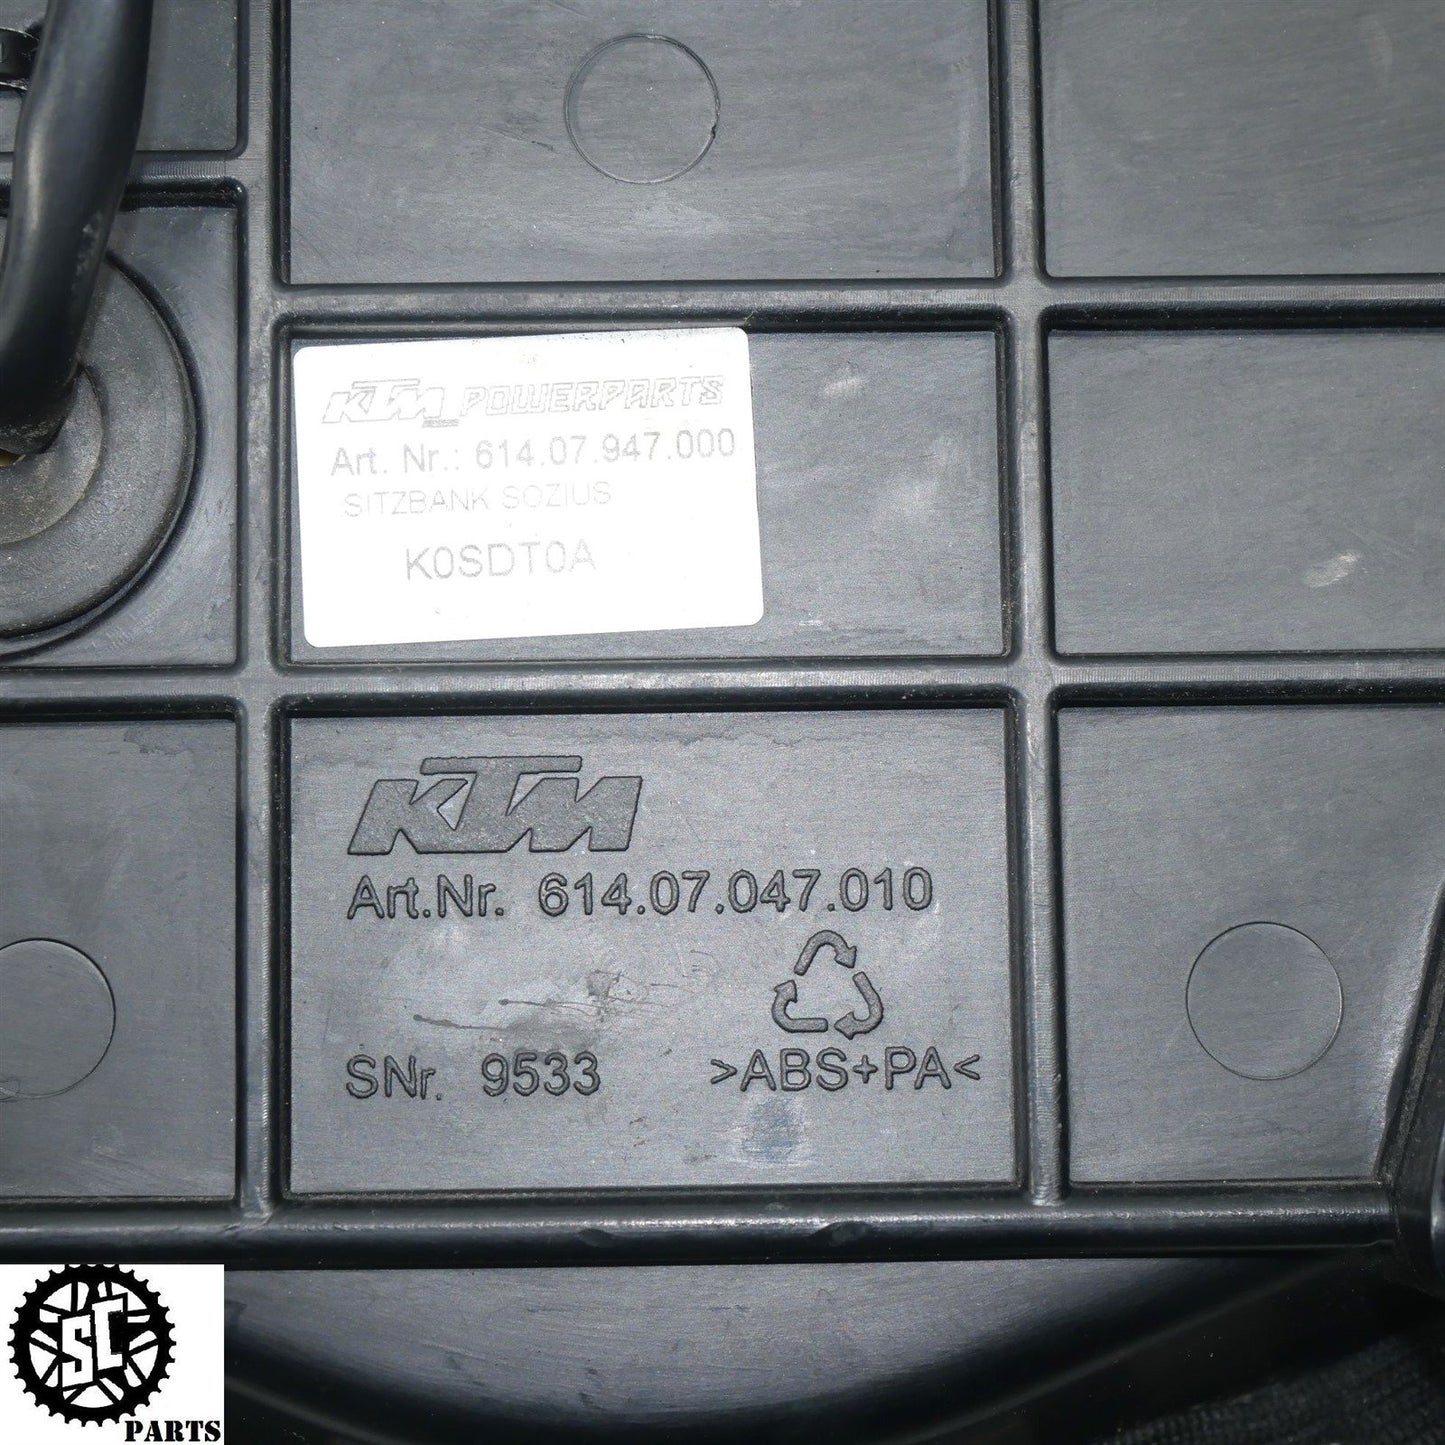 KTM POWERPARTS
Art. Nr.: 614.07.947.000
SITZBANK SOZIUS
K0SDT0A
KTM
Art.Nr. 614.07.047.010
SNr. 9533
>ABS+PA<
SC
PARTS